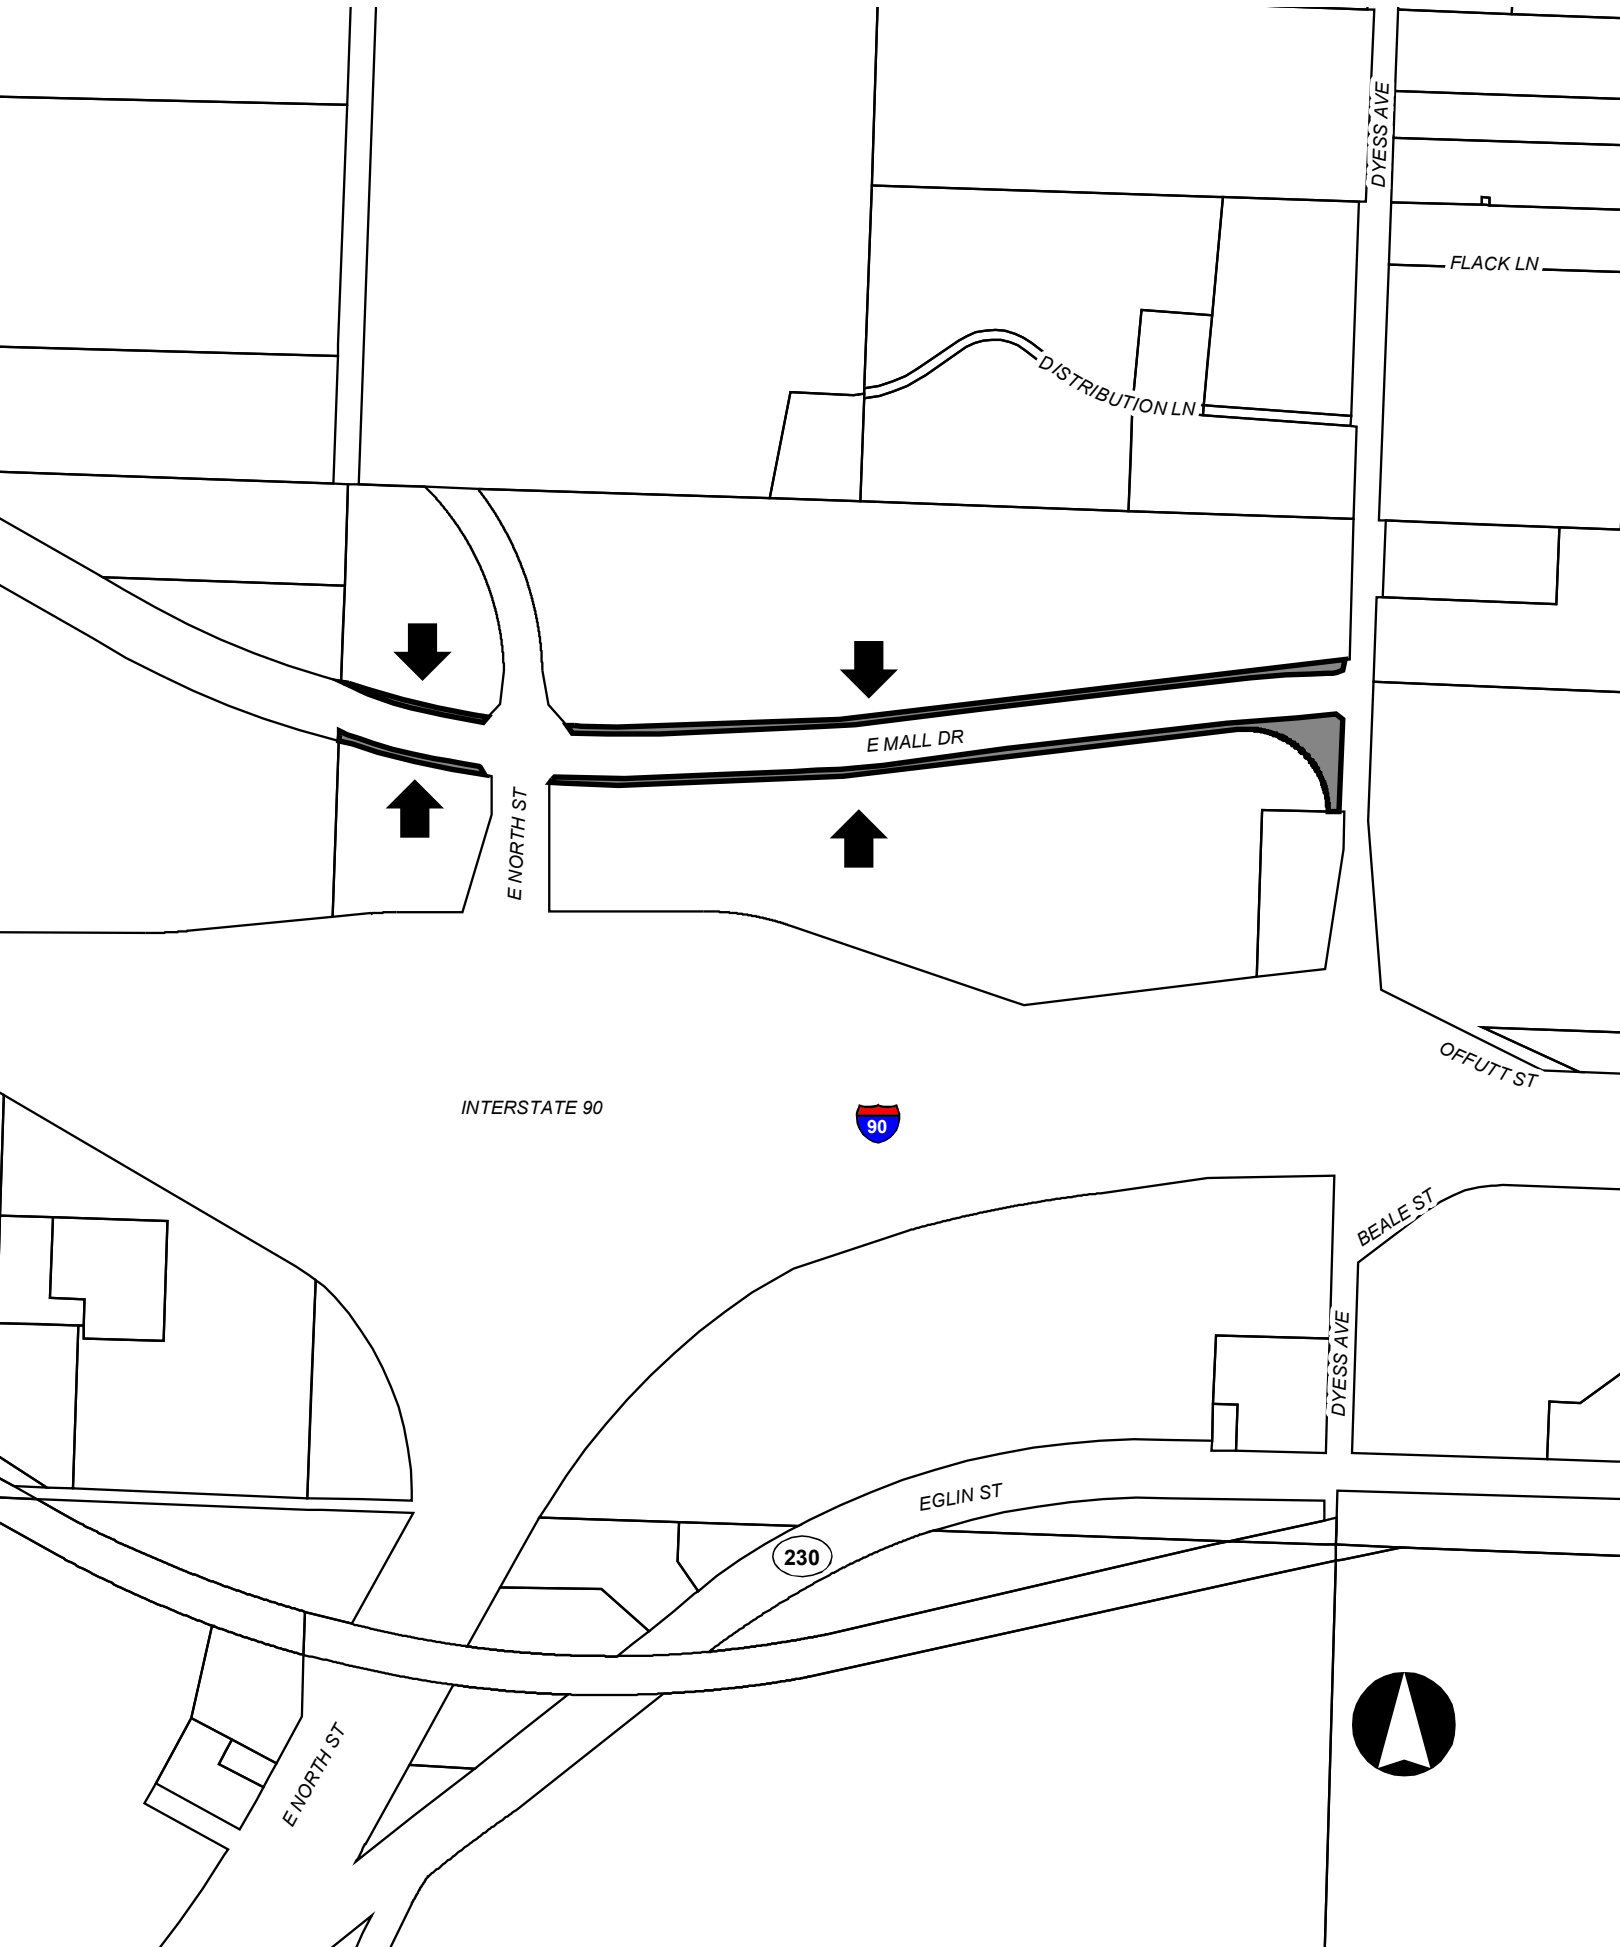 DYESS AVE
FLACK LN
DISTRIBUTION LN
E MALL DR
E NORTH ST
OFFUTT ST
INTERSTATE 90
90
BEALE ST
DYESS AVE
EGLIN ST
230
E NORTH ST